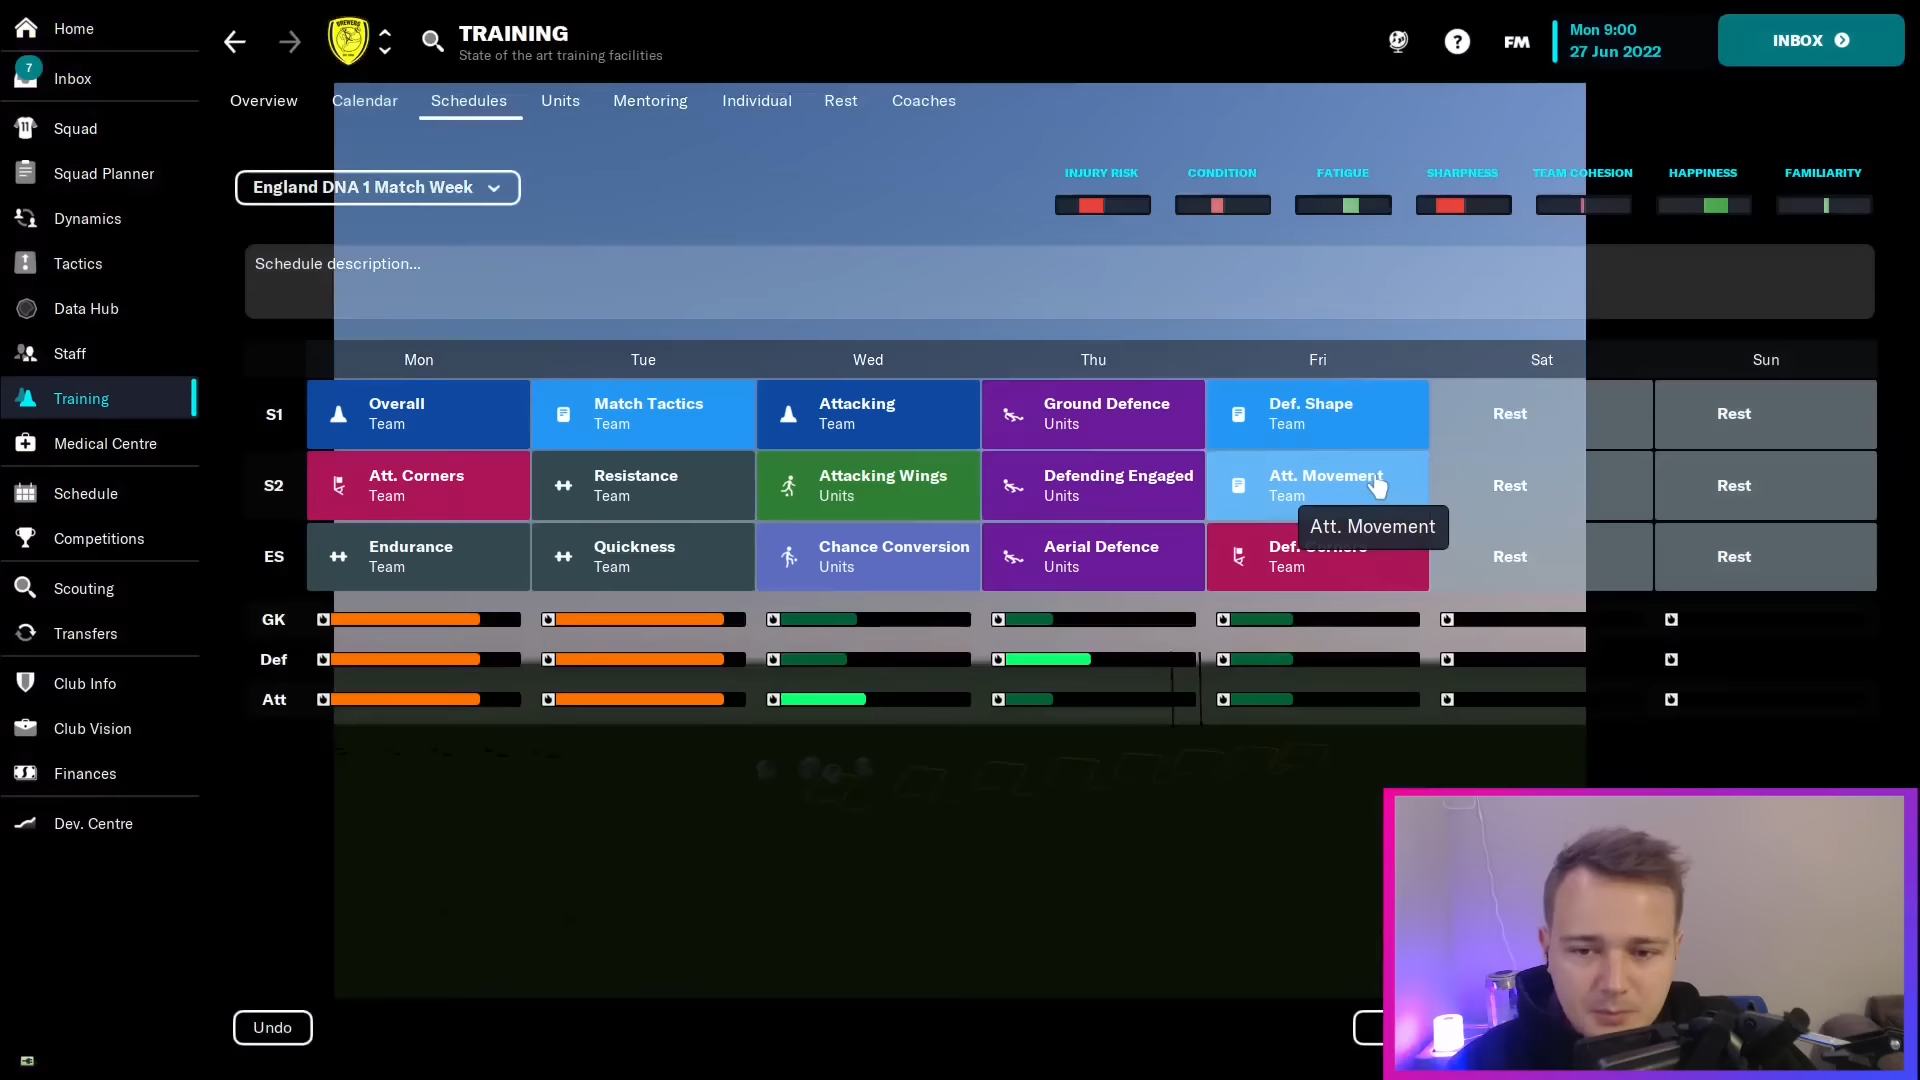 Home
7
Inbox
Squad
Squad Planner
Dynamics
Tactics
Data Hub
Staff
Training
Medical Centre
Schedule
Competitions
Scouting
Transfers
Club Info
Club Vision
Finances
Dev. Centre
BREWERS
TRAINING
State of the art training facilities
?
FM
Mon 9:00
27 Jun 2022
INBOX
Overview Calendar Schedules Units Mentoring Individual Rest Coaches
England DNA 1 Match Week
INJURY RISK CONDITION FATIGUE SHARPNESS TEAM COHESION HAPPINESS FAMILIARITY
Schedule description...
Mon Tue Wed Thu Fri Sat Sun
S1
Overall
Team
Match Tactics
Team
Attacking
Team
Ground Defence
Units
Def. Shape
Team
Rest
Rest
S2
Att. Corners
Team
Resistance
Team
Attacking Wings
Units
Defending Engaged
Units
Att. Movement
Team
Rest
Rest
Att. Movement
ES
Endurance
Team
Quickness
Team
Chance Conversion
Units
Aerial Defence
Units
Def. Corners
Team
Rest
Rest
GK
Def
Att
Undo